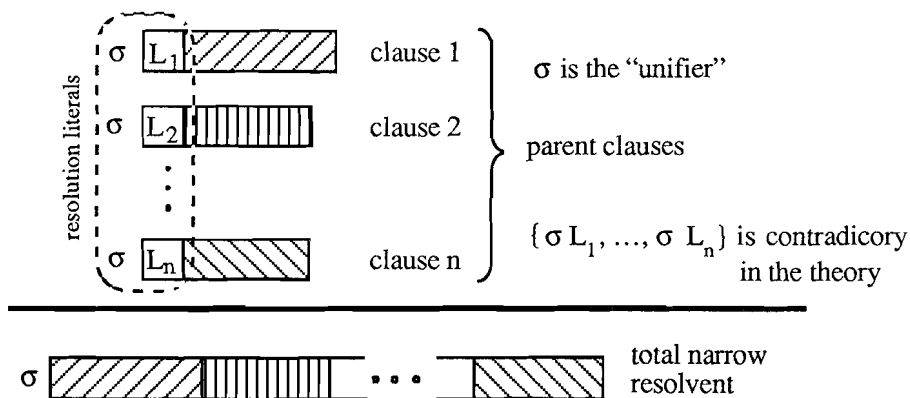 resolution literals
σ L₁ clause 1
σ L₂ clause 2
σ Lₙ clause n
σ is the “unifier”
parent clauses
{σ L₁, ..., σ Lₙ} is contradicory
in the theory
σ
total narrow
resolvent